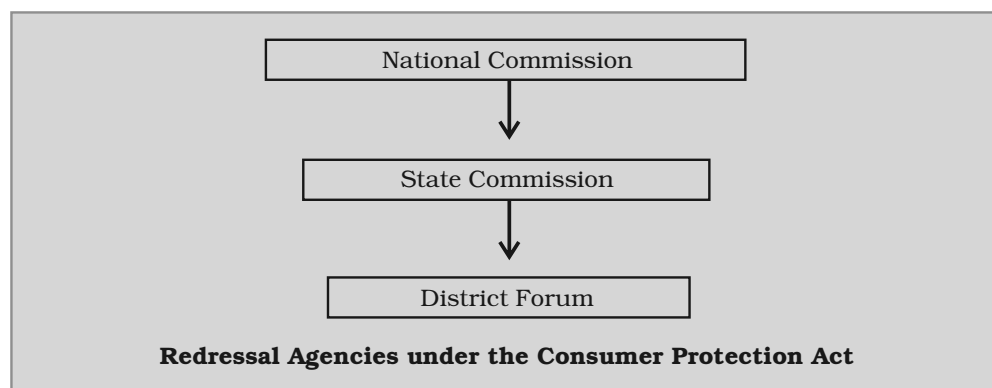 National Commission
State Commission
District Forum
Redressal Agencies under the Consumer Protection Act